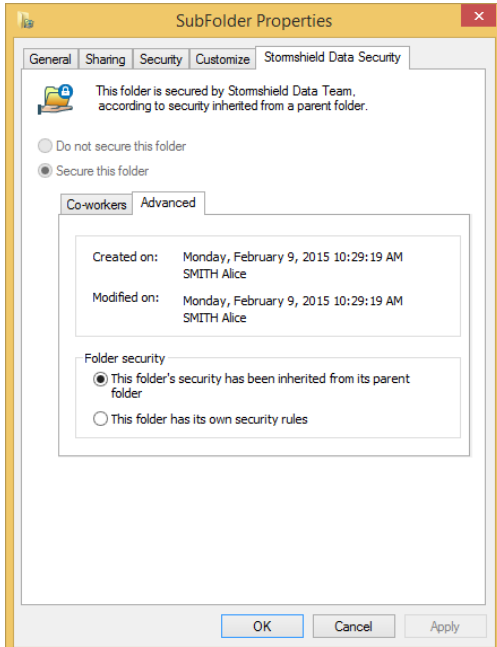 SubFolder Properties
General Sharing Security Customize Stormshield Data Security
This folder is secured by Stormshield Data Team,
according to security inherited from a parent folder.
Do not secure this folder
Secure this folder
Co-workers Advanced
Created on: Monday, February 9, 2015 10:29:19 AM
SMITH Alice
Modified on: Monday, February 9, 2015 10:29:19 AM
SMITH Alice
Folder security
This folder's security has been inherited from its parent
folder
This folder has its own security rules
OK Cancel Apply